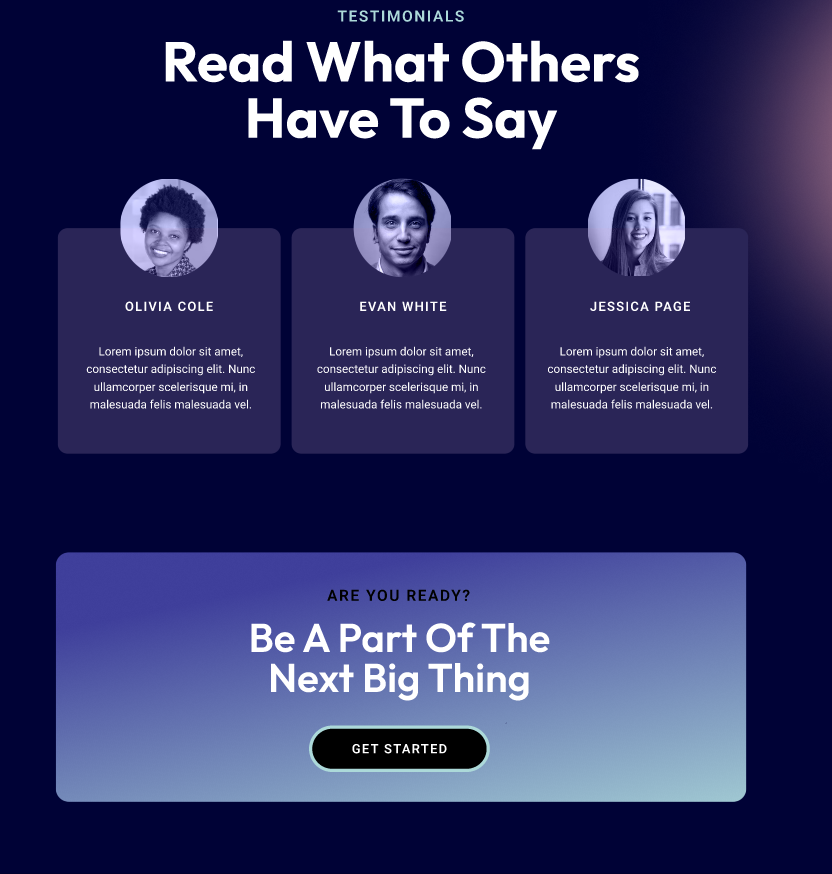 TESTIMONIALS
Read What Others
Have To Say
OLIVIA COLE
Lorem ipsum dolor sit amet,
consectetur adipiscing elit. Nunc
ullamcorper scelerisque mi, in
malesuada felis malesuada vel.
EVAN WHITE
Lorem ipsum dolor sit amet,
consectetur adipiscing elit. Nunc
ullamcorper scelerisque mi, in
malesuada felis malesuada vel.
JESSICA PAGE
Lorem ipsum dolor sit amet,
consectetur adipiscing elit. Nunc
ullamcorper scelerisque mi, in
malesuada felis malesuada vel.
ARE YOU READY?
Be A Part Of The
Next Big Thing
GET STARTED